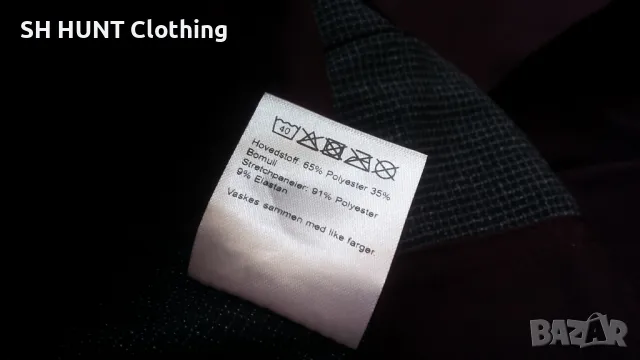 SH HUNT Clothing
40
Hovedstoff: 65% Polyester 35%
Bomull
Stretchpaneler: 91% Polyester
9% Elastan
Vaskes sammen med like farger.
BAZAR